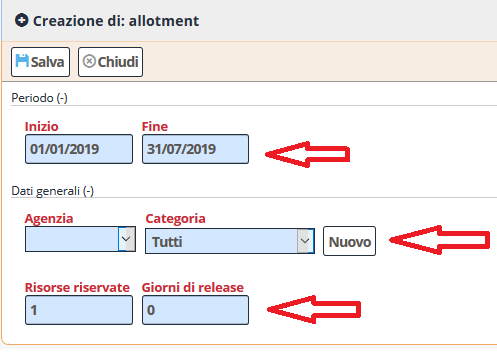 Creazione di: allotment
Salva Chiudi
Periodo (-)
Inizio Fine
01/01/2019 31/07/2019
Dati generali (-)
Agenzia Categoria
Tutti Nuovo
Risorse riservate Giorni di release
1 0